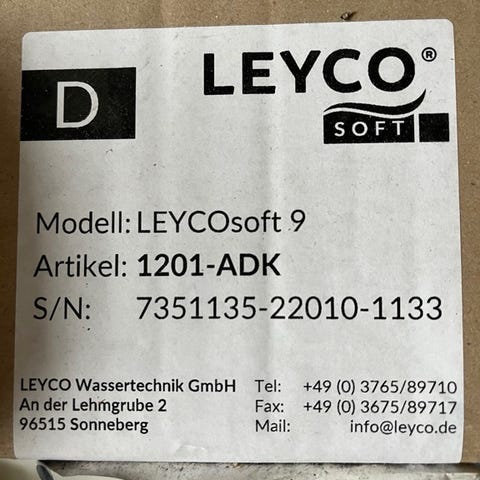 D
LEYCO®
SOFT
Modell: LEYCOsoft 9
Artikel: 1201-ADK
S/N: 7351135-22010-1133
LEYCO Wassertechnik GmbH Tel: +49 (0) 3765/89710
An der Lehmgrube 2 Fax: +49 (0) 3675/89717
96515 Sonneberg Mail: info@leyco.de